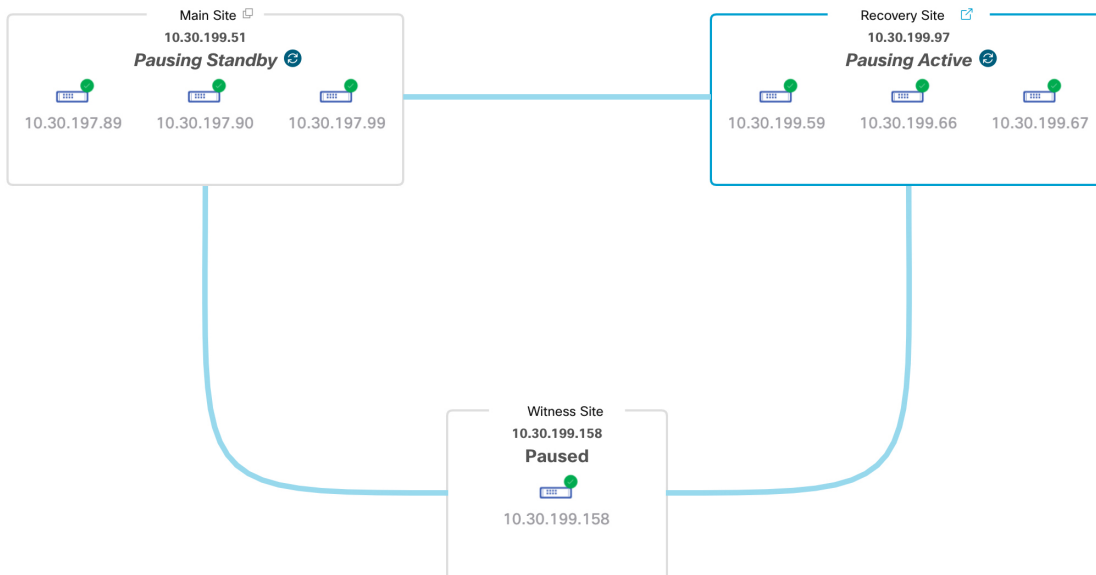 Main Site
10.30.199.51
Pausing Standby
10.30.197.89 10.30.197.90 10.30.197.99
Recovery Site
10.30.199.97
Pausing Active
10.30.199.59 10.30.199.66 10.30.199.67
Witness Site
10.30.199.158
Paused
10.30.199.158